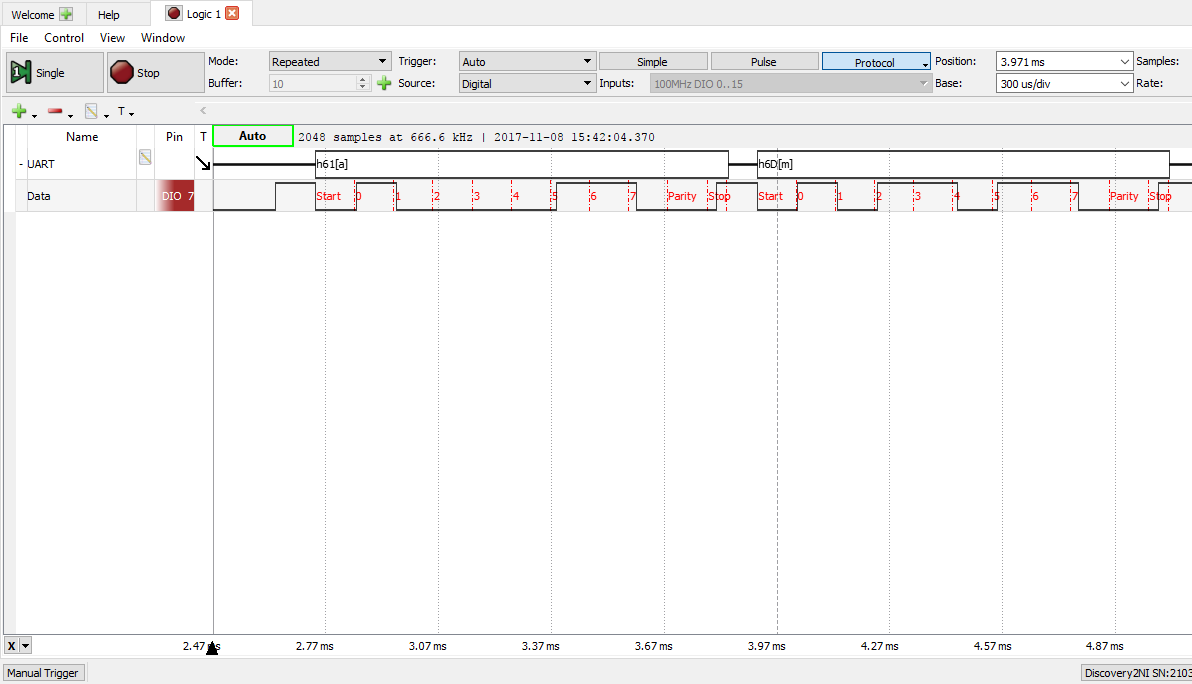 Welcome Help Logic 1
File Control View Window
Single Stop Mode: Repeated Trigger: Auto Simple Pulse Protocol Position: 3.971 ms Samples:
Buffer: 10 Source: Digital Inputs: 100MHz DIO 0..15 Base: 300 us/div Rate:
T <
Name Pin T Auto 2048 samples at 666.6 kHz | 2017-11-08 15:42:04.370
- UART h61[a] h6D[m]
Data DIO 7 Start 0 1 2 3 4 5 6 7 Parity Stop Start 0 1 2 3 4 5 6 7 Parity Stop
X 2.47 ms 2.77 ms 3.07 ms 3.37 ms 3.67 ms 3.97 ms 4.27 ms 4.57 ms 4.87 ms
Manual Trigger Discovery2NI SN:2103